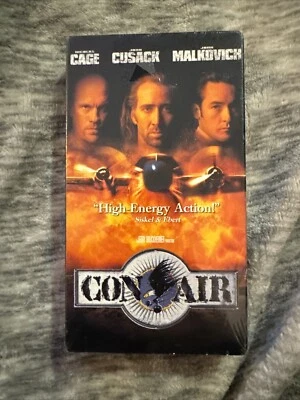 CAGE CUSACK MALKOVICH
"High-Energy Action!"
Siskel & Ebert
CON AIR